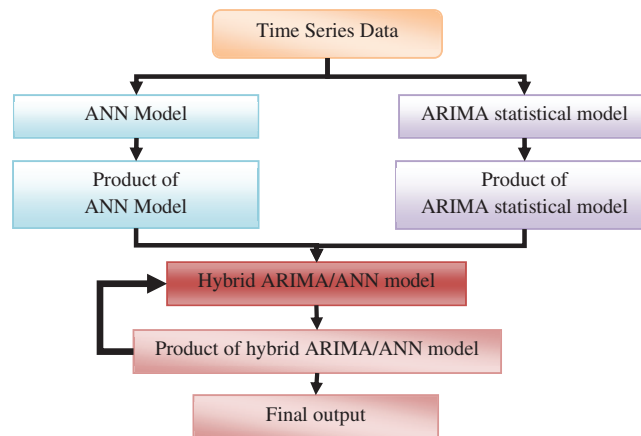 Time Series Data
ANN Model
ARIMA statistical model
Product of
ANN Model
Product of
ARIMA statistical model
Hybrid ARIMA/ANN model
Product of hybrid ARIMA/ANN model
Final output